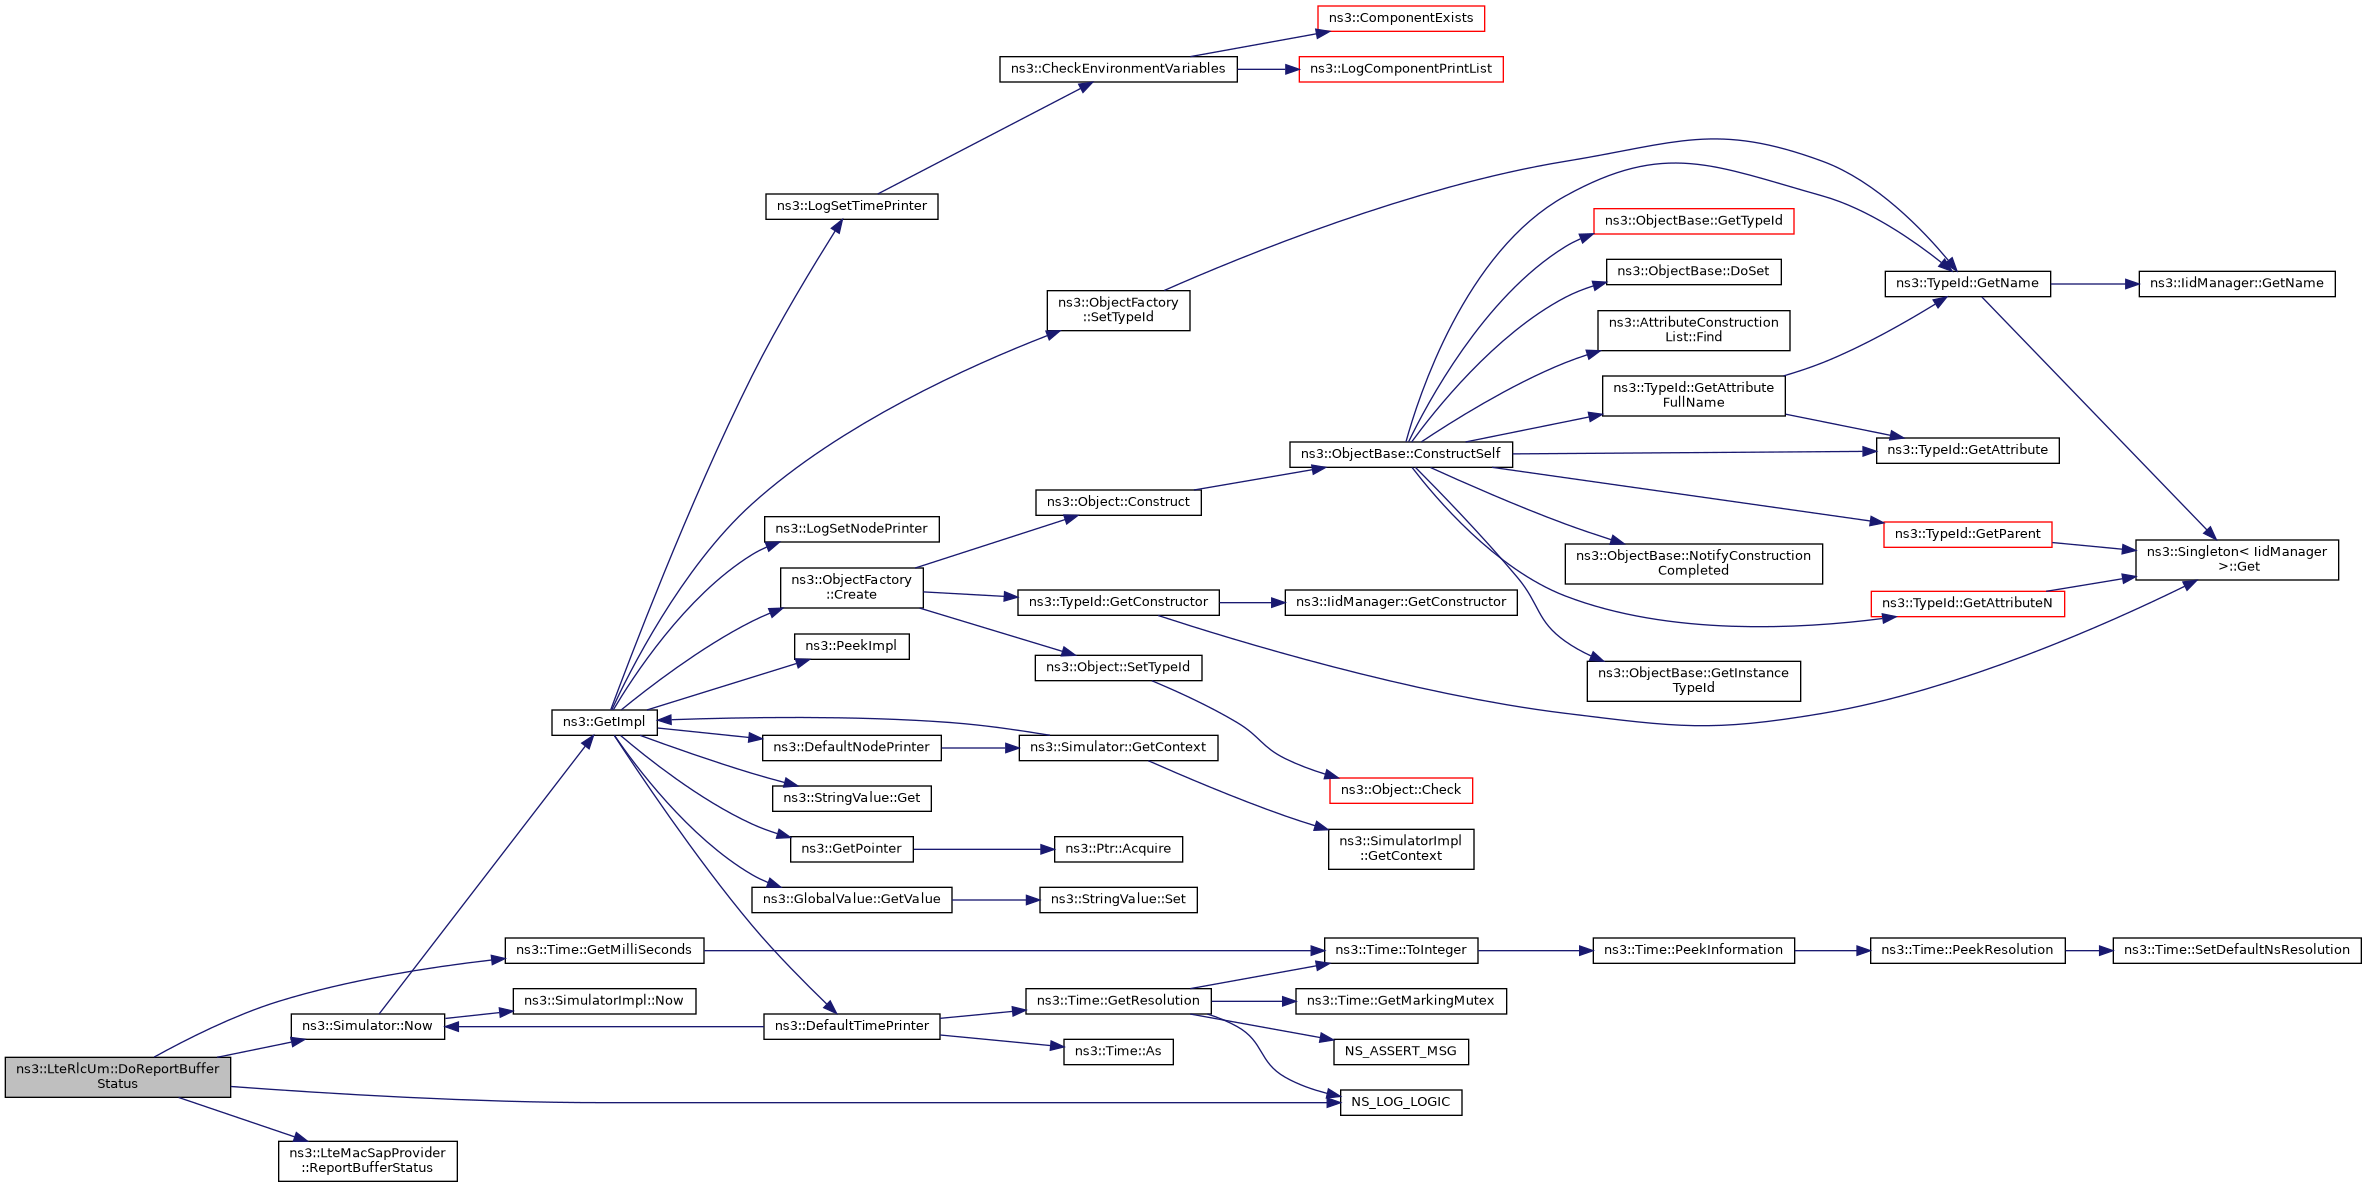 ns3::ComponentExists
ns3::CheckEnvironmentVariables
ns3::LogComponentPrintList
ns3::LogSetTimePrinter
ns3::ObjectBase::GetTypeId
ns3::ObjectBase::DoSet
ns3::TypeId::GetName
ns3::IidManager::GetName
ns3::ObjectFactory
::SetTypeId
ns3::AttributeConstruction
List::Find
ns3::TypeId::GetAttribute
FullName
ns3::ObjectBase::ConstructSelf
ns3::TypeId::GetAttribute
ns3::Object::Construct
ns3::LogSetNodePrinter
ns3::TypeId::GetParent
ns3::ObjectBase::NotifyConstruction
Completed
ns3::Singleton< IidManager
>::Get
ns3::ObjectFactory
::Create
ns3::TypeId::GetConstructor
ns3::IidManager::GetConstructor
ns3::TypeId::GetAttributeN
ns3::PeekImpl
ns3::Object::SetTypeId
ns3::ObjectBase::GetInstance
TypeId
ns3::GetImpl
ns3::DefaultNodePrinter
ns3::Simulator::GetContext
ns3::StringValue::Get
ns3::Object::Check
ns3::GetPointer
ns3::Ptr::Acquire
ns3::SimulatorImpl
::GetContext
ns3::GlobalValue::GetValue
ns3::StringValue::Set
ns3::Time::GetMilliSeconds
ns3::Time::ToInteger
ns3::Time::PeekInformation
ns3::Time::PeekResolution
ns3::Time::SetDefaultNsResolution
ns3::SimulatorImpl::Now
ns3::Time::GetResolution
ns3::Time::GetMarkingMutex
ns3::Simulator::Now
ns3::DefaultTimePrinter
ns3::Time::As
NS_ASSERT_MSG
ns3::LteRlcUm::DoReportBuffer
Status
NS_LOG_LOGIC
ns3::LteMacSapProvider
::ReportBufferStatus